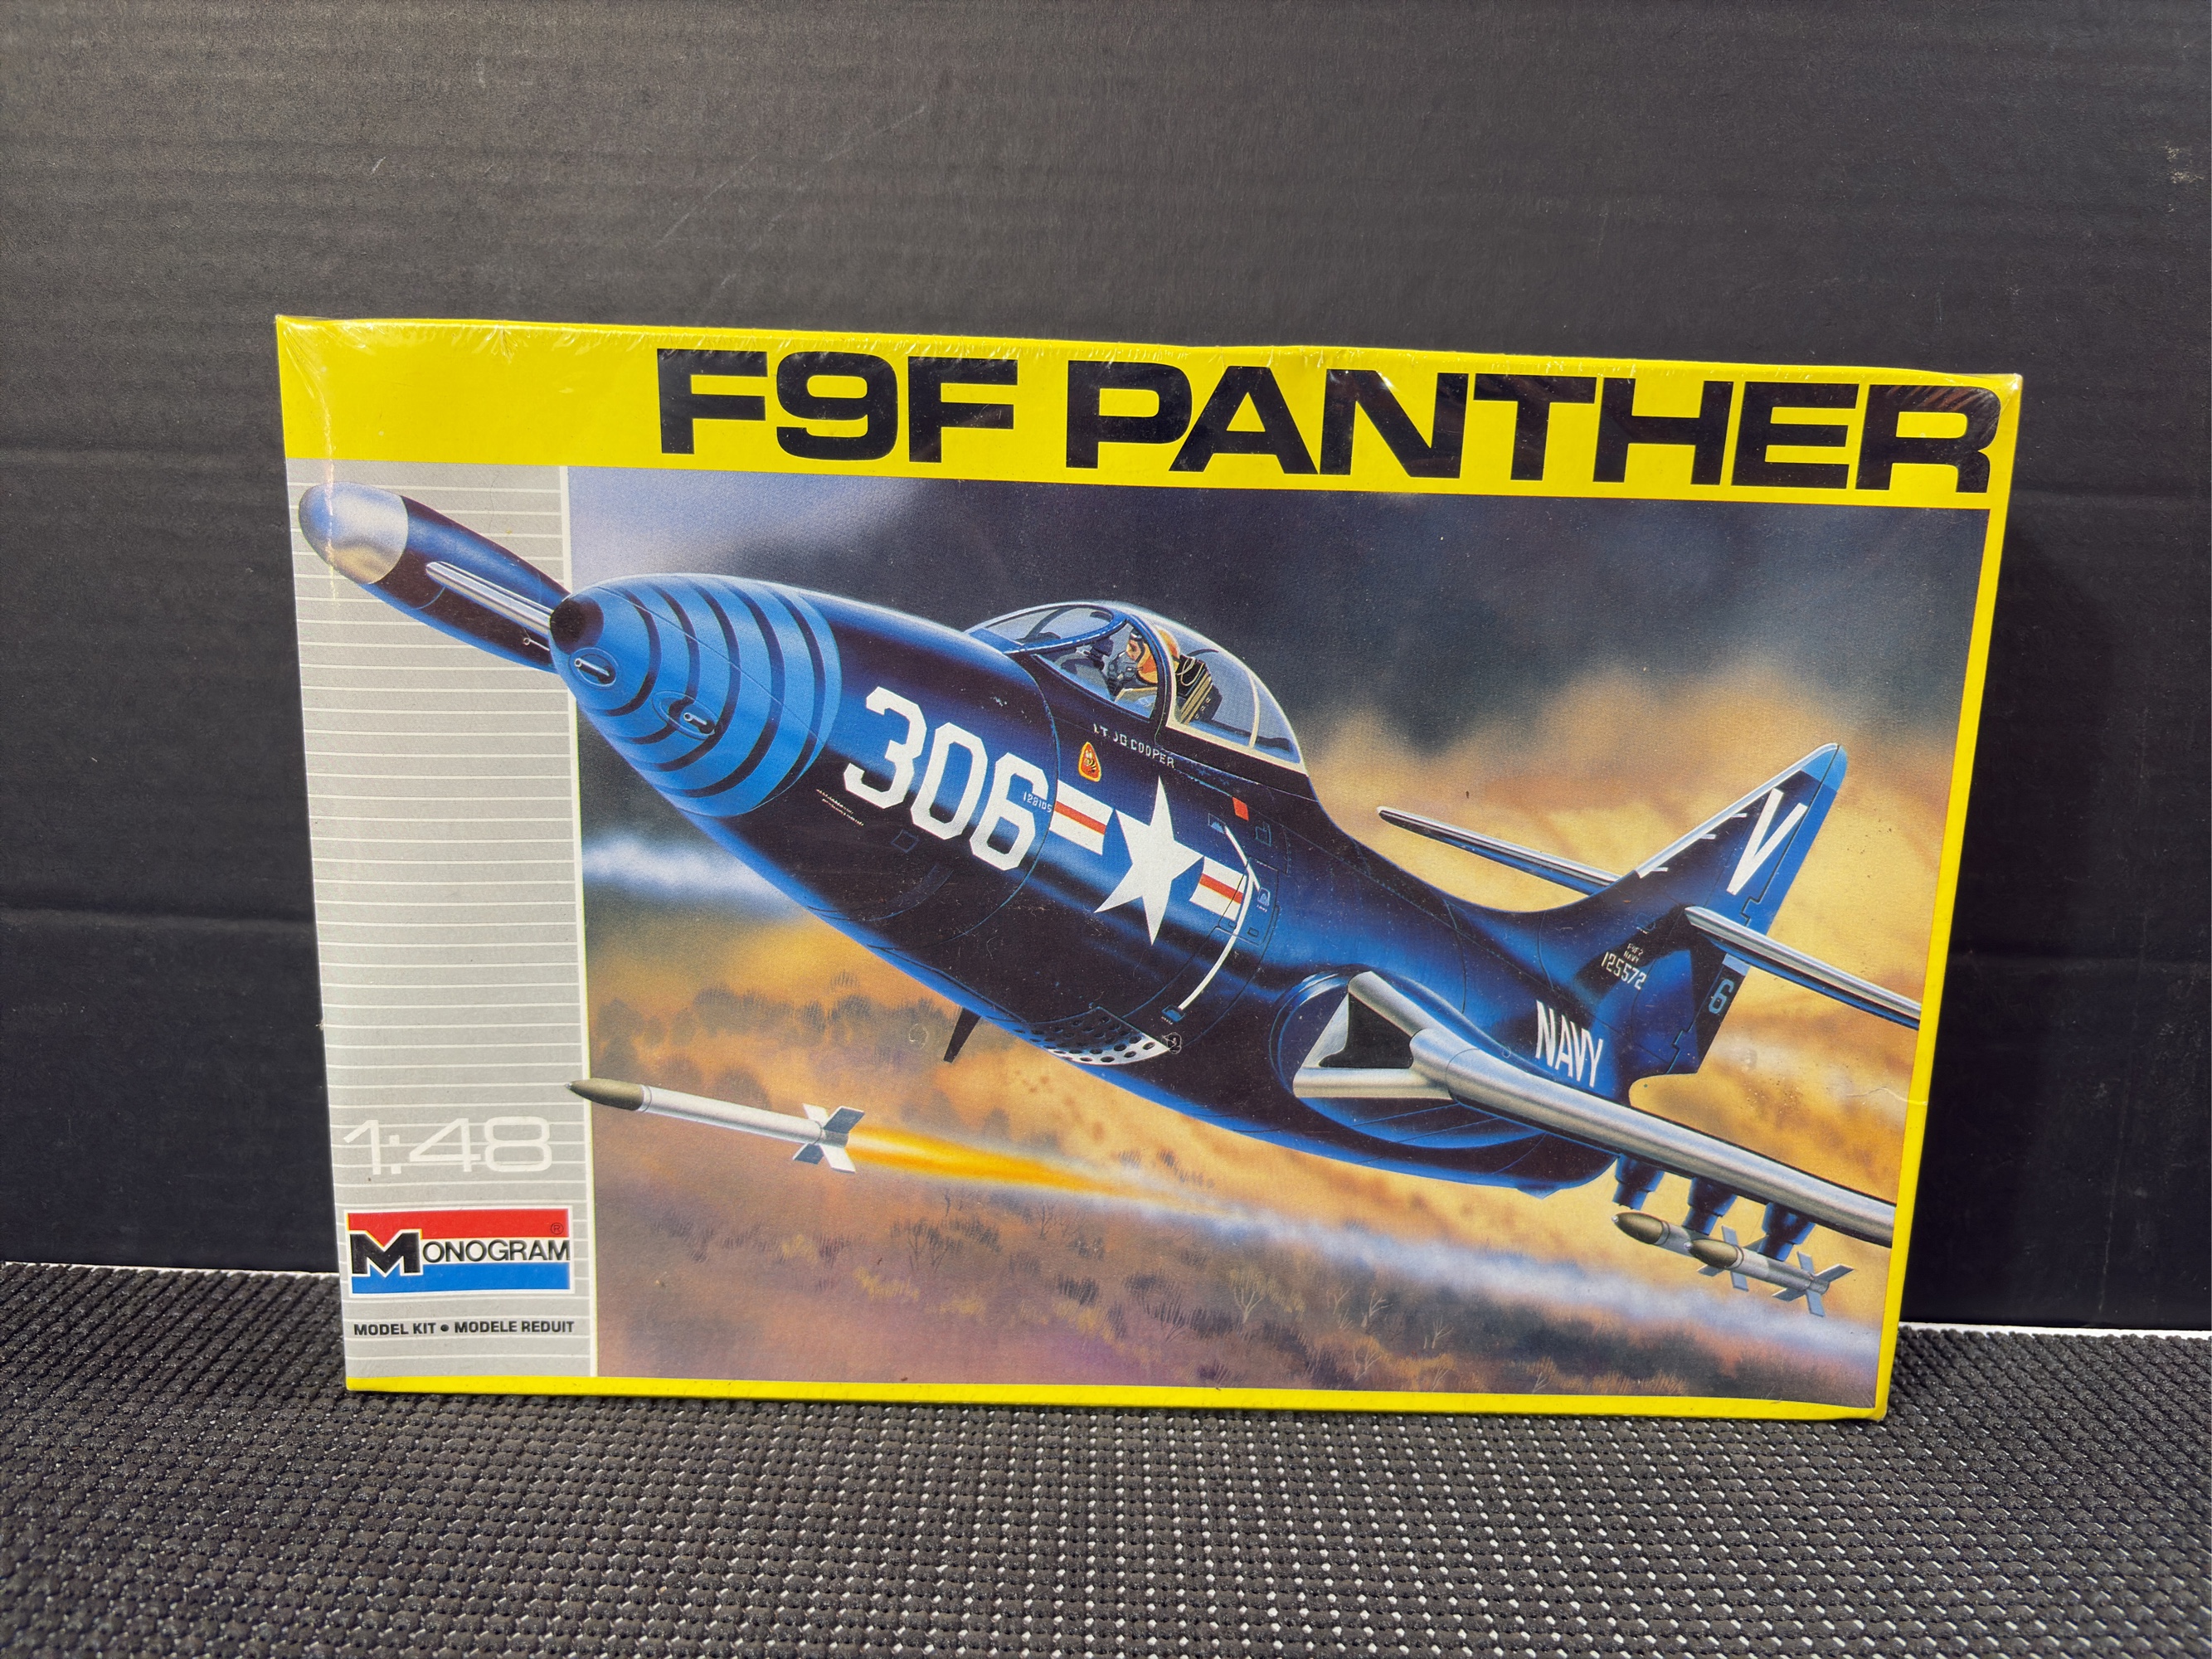 F9F PANTHER
LT. JG COOPER
306
V
125572
6
NAVY
1:48
MONOGRAM®
MODEL KIT • MODELE REDUIT